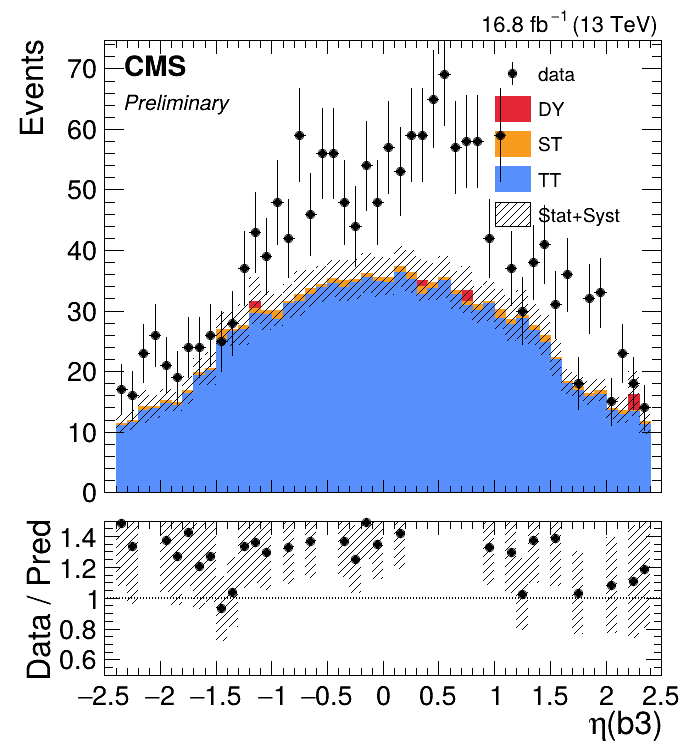 16.8 fb⁻¹ (13 TeV)
CMS
Preliminary
Events
70
60
50
40
30
20
10
0
data
DY
ST
TT
Stat+Syst
Data / Pred
1.4
1.2
1
0.8
0.6
−2.5 −2 −1.5 −1 −0.5 0 0.5 1 1.5 2 2.5
η(b3)